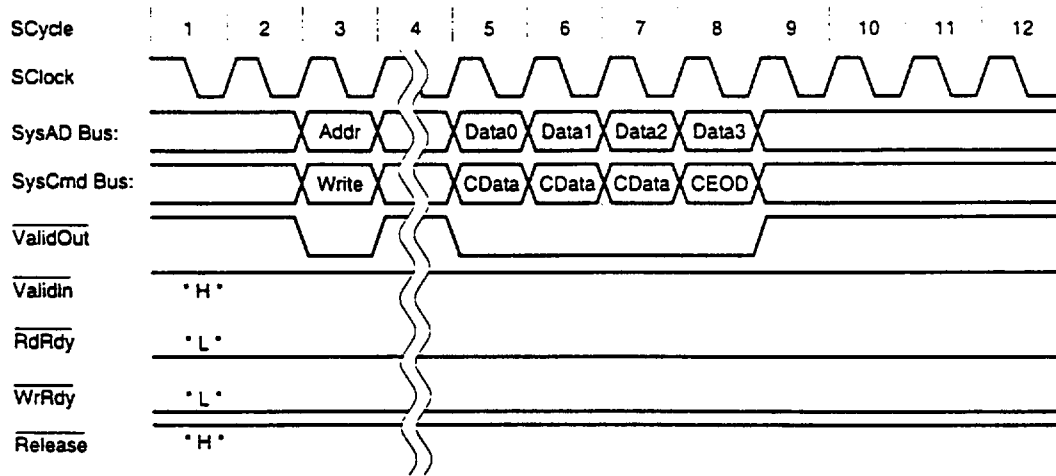 SCycle 1 2 3 4 5 6 7 8 9 10 11 12
SClock
SysAD Bus: Addr Data0 Data1 Data2 Data3
SysCmd Bus: Write CData CData CData CEOD
ValidOut
ValidIn "H"
RdRdy "L"
WrRdy "L"
Release "H"